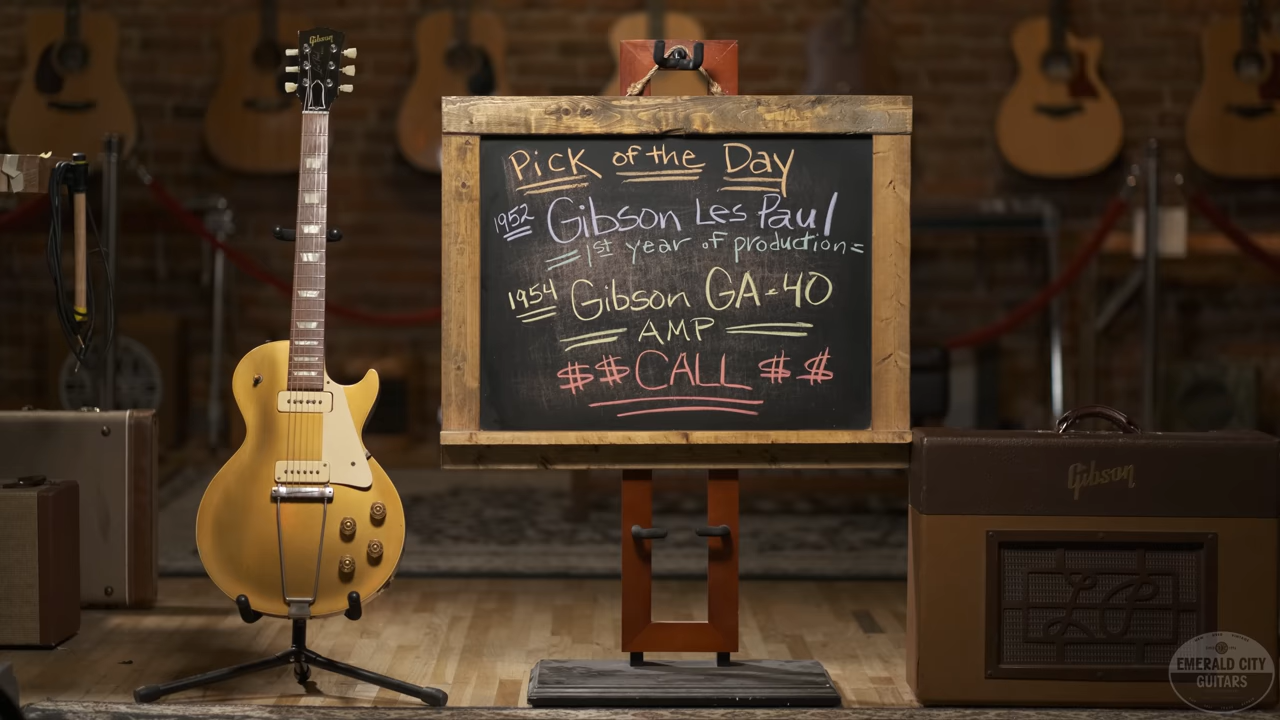 Gibson
Pick of the Day
1952 Gibson Les Paul
1st year of production
1954 Gibson GA-40
AMP
$$ CALL $$
Gibson
LP
EMERALD CITY
GUITARS